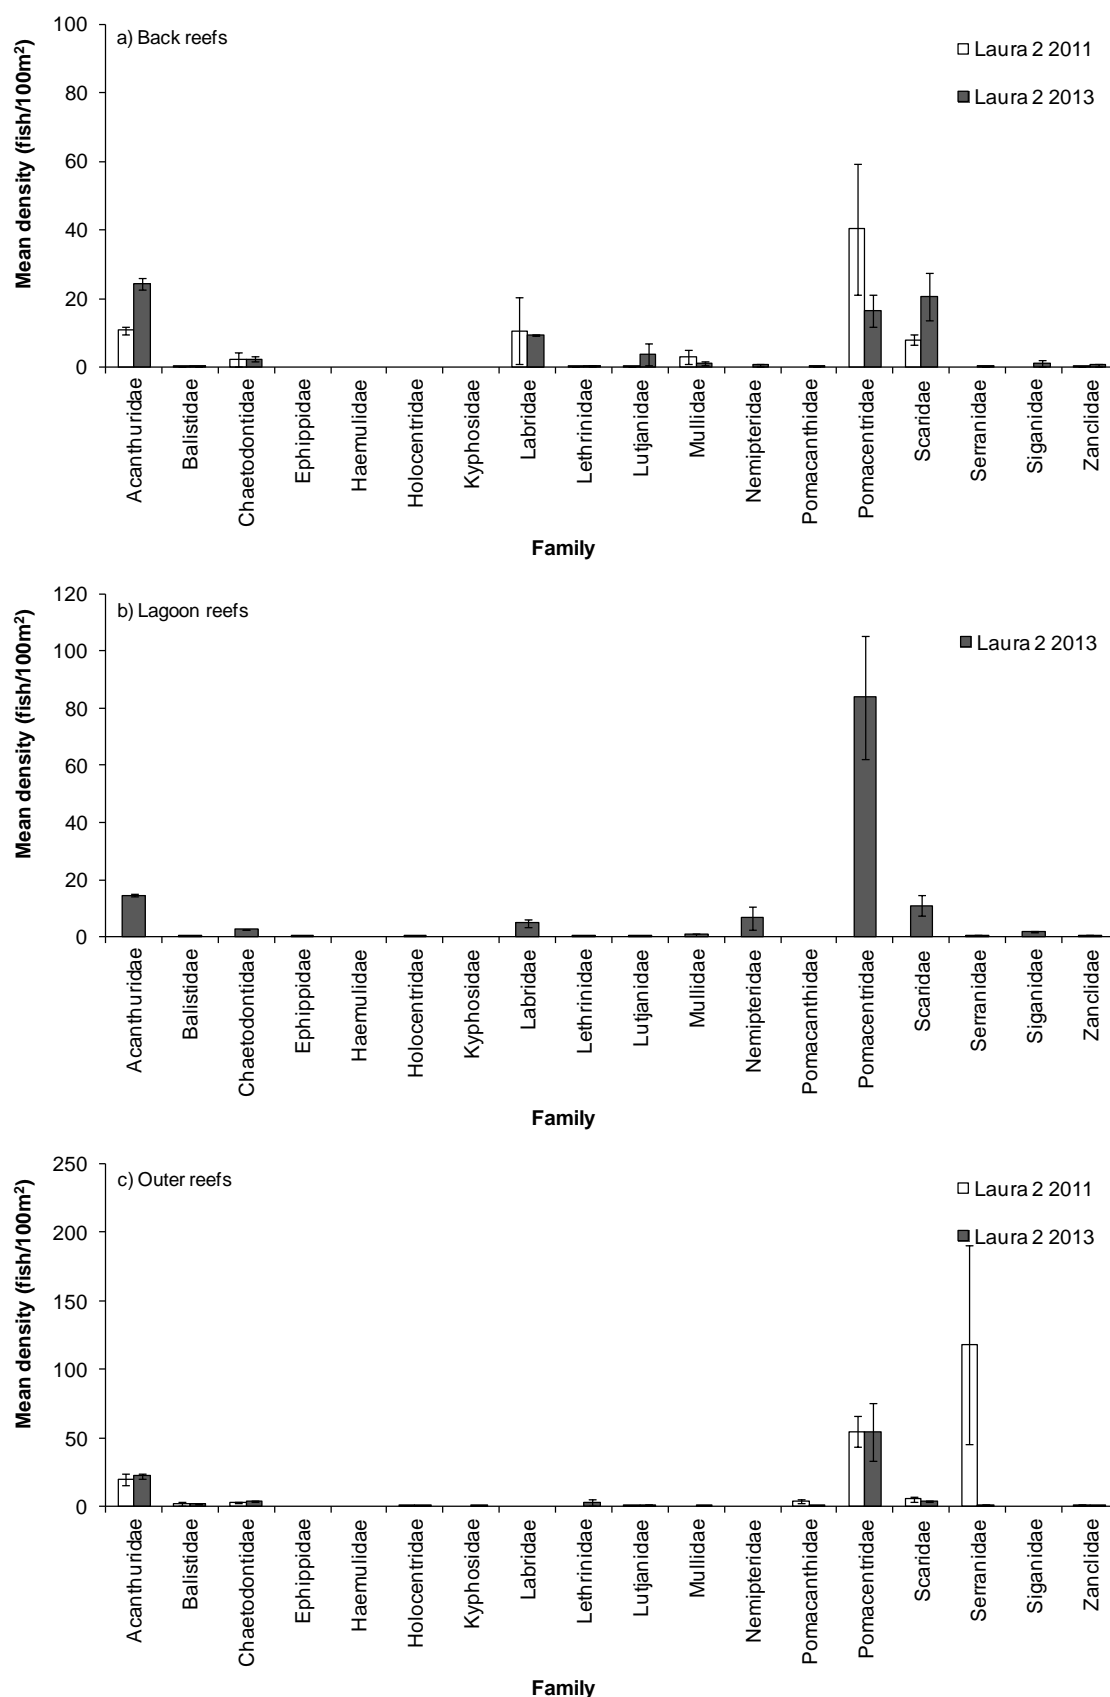 a) Back reefs
Laura 2 2011
Laura 2 2013
Mean density (fish/100m²)
100
80
60
40
20
0
Acanthuridae
Balistidae
Chaetodontidae
Ephippidae
Haemulidae
Holocentridae
Kyphosidae
Labridae
Lethrinidae
Lutjanidae
Mullidae
Nemipteridae
Pomacanthidae
Pomacentridae
Scaridae
Serranidae
Siganidae
Zanclidae
Family
b) Lagoon reefs
Laura 2 2013
Mean density (fish/100m²)
120
100
80
60
40
20
0
Acanthuridae
Balistidae
Chaetodontidae
Ephippidae
Haemulidae
Holocentridae
Kyphosidae
Labridae
Lethrinidae
Lutjanidae
Mullidae
Nemipteridae
Pomacanthidae
Pomacentridae
Scaridae
Serranidae
Siganidae
Zanclidae
Family
c) Outer reefs
Laura 2 2011
Laura 2 2013
Mean density (fish/100m²)
250
200
150
100
50
0
Acanthuridae
Balistidae
Chaetodontidae
Ephippidae
Haemulidae
Holocentridae
Kyphosidae
Labridae
Lethrinidae
Lutjanidae
Mullidae
Nemipteridae
Pomacanthidae
Pomacentridae
Scaridae
Serranidae
Siganidae
Zanclidae
Family